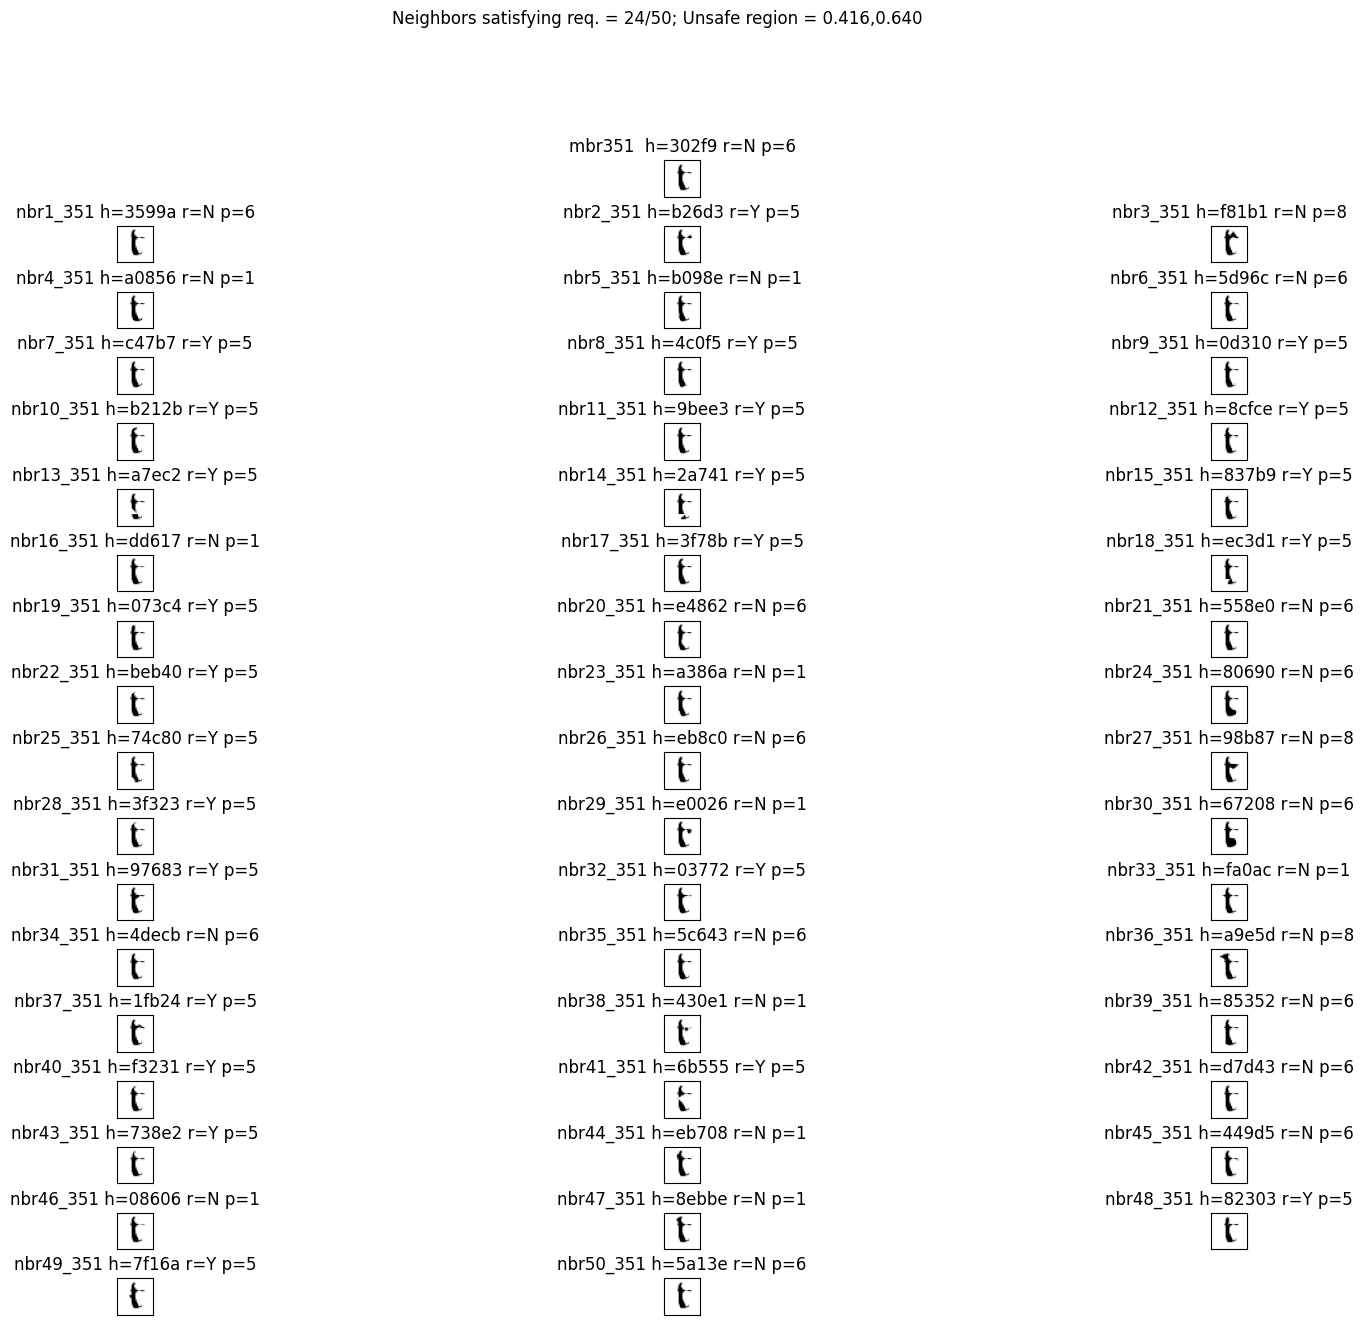 Neighbors satisfying req. = 24/50; Unsafe region = 0.416,0.640
mbr351  h=302f9 r=N p=6
nbr1_351 h=3599a r=N p=6
nbr2_351 h=b26d3 r=Y p=5
nbr3_351 h=f81b1 r=N p=8
nbr4_351 h=a0856 r=N p=1
nbr5_351 h=b098e r=N p=1
nbr6_351 h=5d96c r=N p=6
nbr7_351 h=c47b7 r=Y p=5
nbr8_351 h=4c0f5 r=Y p=5
nbr9_351 h=0d310 r=Y p=5
nbr10_351 h=b212b r=Y p=5
nbr11_351 h=9bee3 r=Y p=5
nbr12_351 h=8cfce r=Y p=5
nbr13_351 h=a7ec2 r=Y p=5
nbr14_351 h=2a741 r=Y p=5
nbr15_351 h=837b9 r=Y p=5
nbr16_351 h=dd617 r=N p=1
nbr17_351 h=3f78b r=Y p=5
nbr18_351 h=ec3d1 r=Y p=5
nbr19_351 h=073c4 r=Y p=5
nbr20_351 h=e4862 r=N p=6
nbr21_351 h=558e0 r=N p=6
nbr22_351 h=beb40 r=Y p=5
nbr23_351 h=a386a r=N p=1
nbr24_351 h=80690 r=N p=6
nbr25_351 h=74c80 r=Y p=5
nbr26_351 h=eb8c0 r=N p=6
nbr27_351 h=98b87 r=N p=8
nbr28_351 h=3f323 r=Y p=5
nbr29_351 h=e0026 r=N p=1
nbr30_351 h=67208 r=N p=6
nbr31_351 h=97683 r=Y p=5
nbr32_351 h=03772 r=Y p=5
nbr33_351 h=fa0ac r=N p=1
nbr34_351 h=4decb r=N p=6
nbr35_351 h=5c643 r=N p=6
nbr36_351 h=a9e5d r=N p=8
nbr37_351 h=1fb24 r=Y p=5
nbr38_351 h=430e1 r=N p=1
nbr39_351 h=85352 r=N p=6
nbr40_351 h=f3231 r=Y p=5
nbr41_351 h=6b555 r=Y p=5
nbr42_351 h=d7d43 r=N p=6
nbr43_351 h=738e2 r=Y p=5
nbr44_351 h=eb708 r=N p=1
nbr45_351 h=449d5 r=N p=6
nbr46_351 h=08606 r=N p=1
nbr47_351 h=8ebbe r=N p=1
nbr48_351 h=82303 r=Y p=5
nbr49_351 h=7f16a r=Y p=5
nbr50_351 h=5a13e r=N p=6